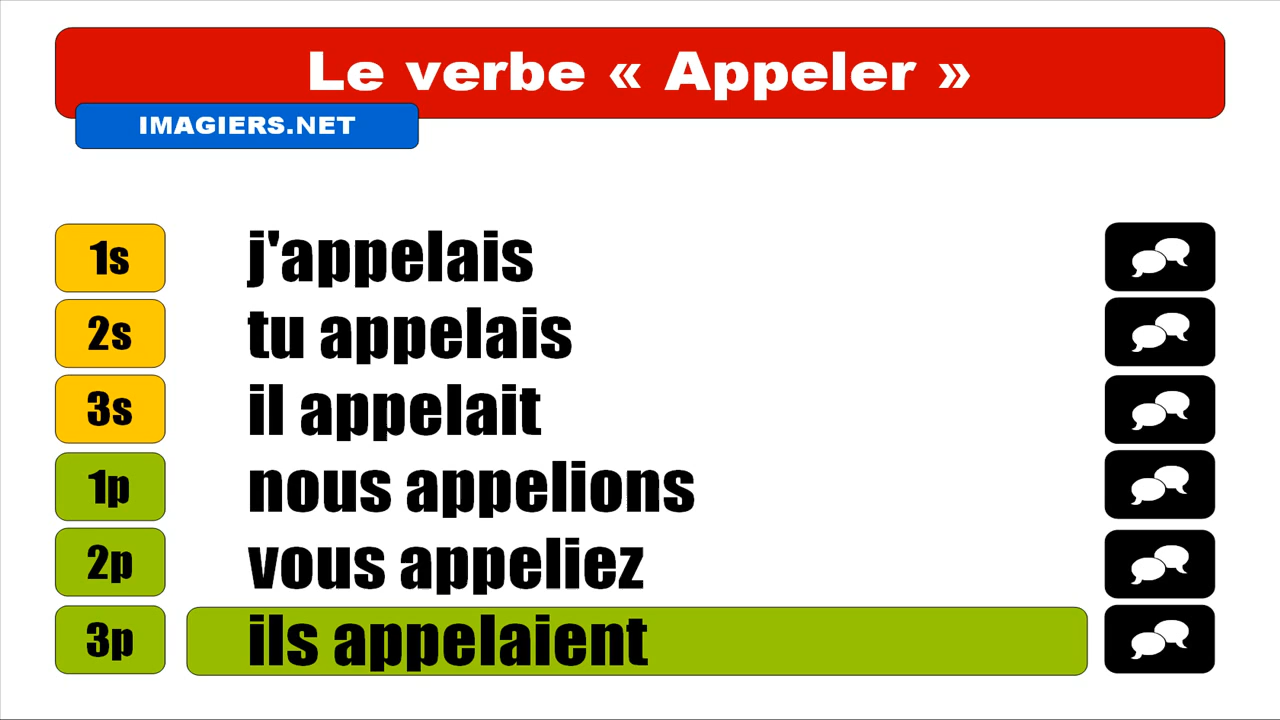 Le verbe « Appeler »
IMAGIERS.NET
1s j'appelais
2s tu appelais
3s il appelait
1p nous appelions
2p vous appeliez
3p ils appelaient